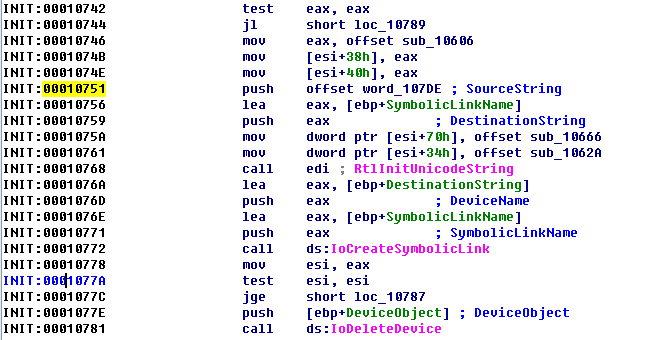 INIT:00010742 test eax, eax
INIT:00010744 jl short loc_10789
INIT:00010746 mov eax, offset sub_10606
INIT:0001074B mov [esi+38h], eax
INIT:0001074E mov [esi+40h], eax
INIT:00010751 push offset word_107DE ; SourceString
INIT:00010756 lea eax, [ebp+SymbolicLinkName]
INIT:00010759 push eax ; DestinationString
INIT:0001075A mov dword ptr [esi+70h], offset sub_10666
INIT:00010761 mov dword ptr [esi+34h], offset sub_1062A
INIT:00010768 call edi ; RtlInitUnicodeString
INIT:0001076A lea eax, [ebp+DestinationString]
INIT:0001076D push eax ; DeviceName
INIT:0001076E lea eax, [ebp+SymbolicLinkName]
INIT:00010771 push eax ; SymbolicLinkName
INIT:00010772 call ds:IoCreateSymbolicLink
INIT:00010778 mov esi, eax
INIT:0001077A test esi, esi
INIT:0001077C jge short loc_10787
INIT:0001077E push [ebp+DeviceObject] ; DeviceObject
INIT:00010781 call ds:IoDeleteDevice